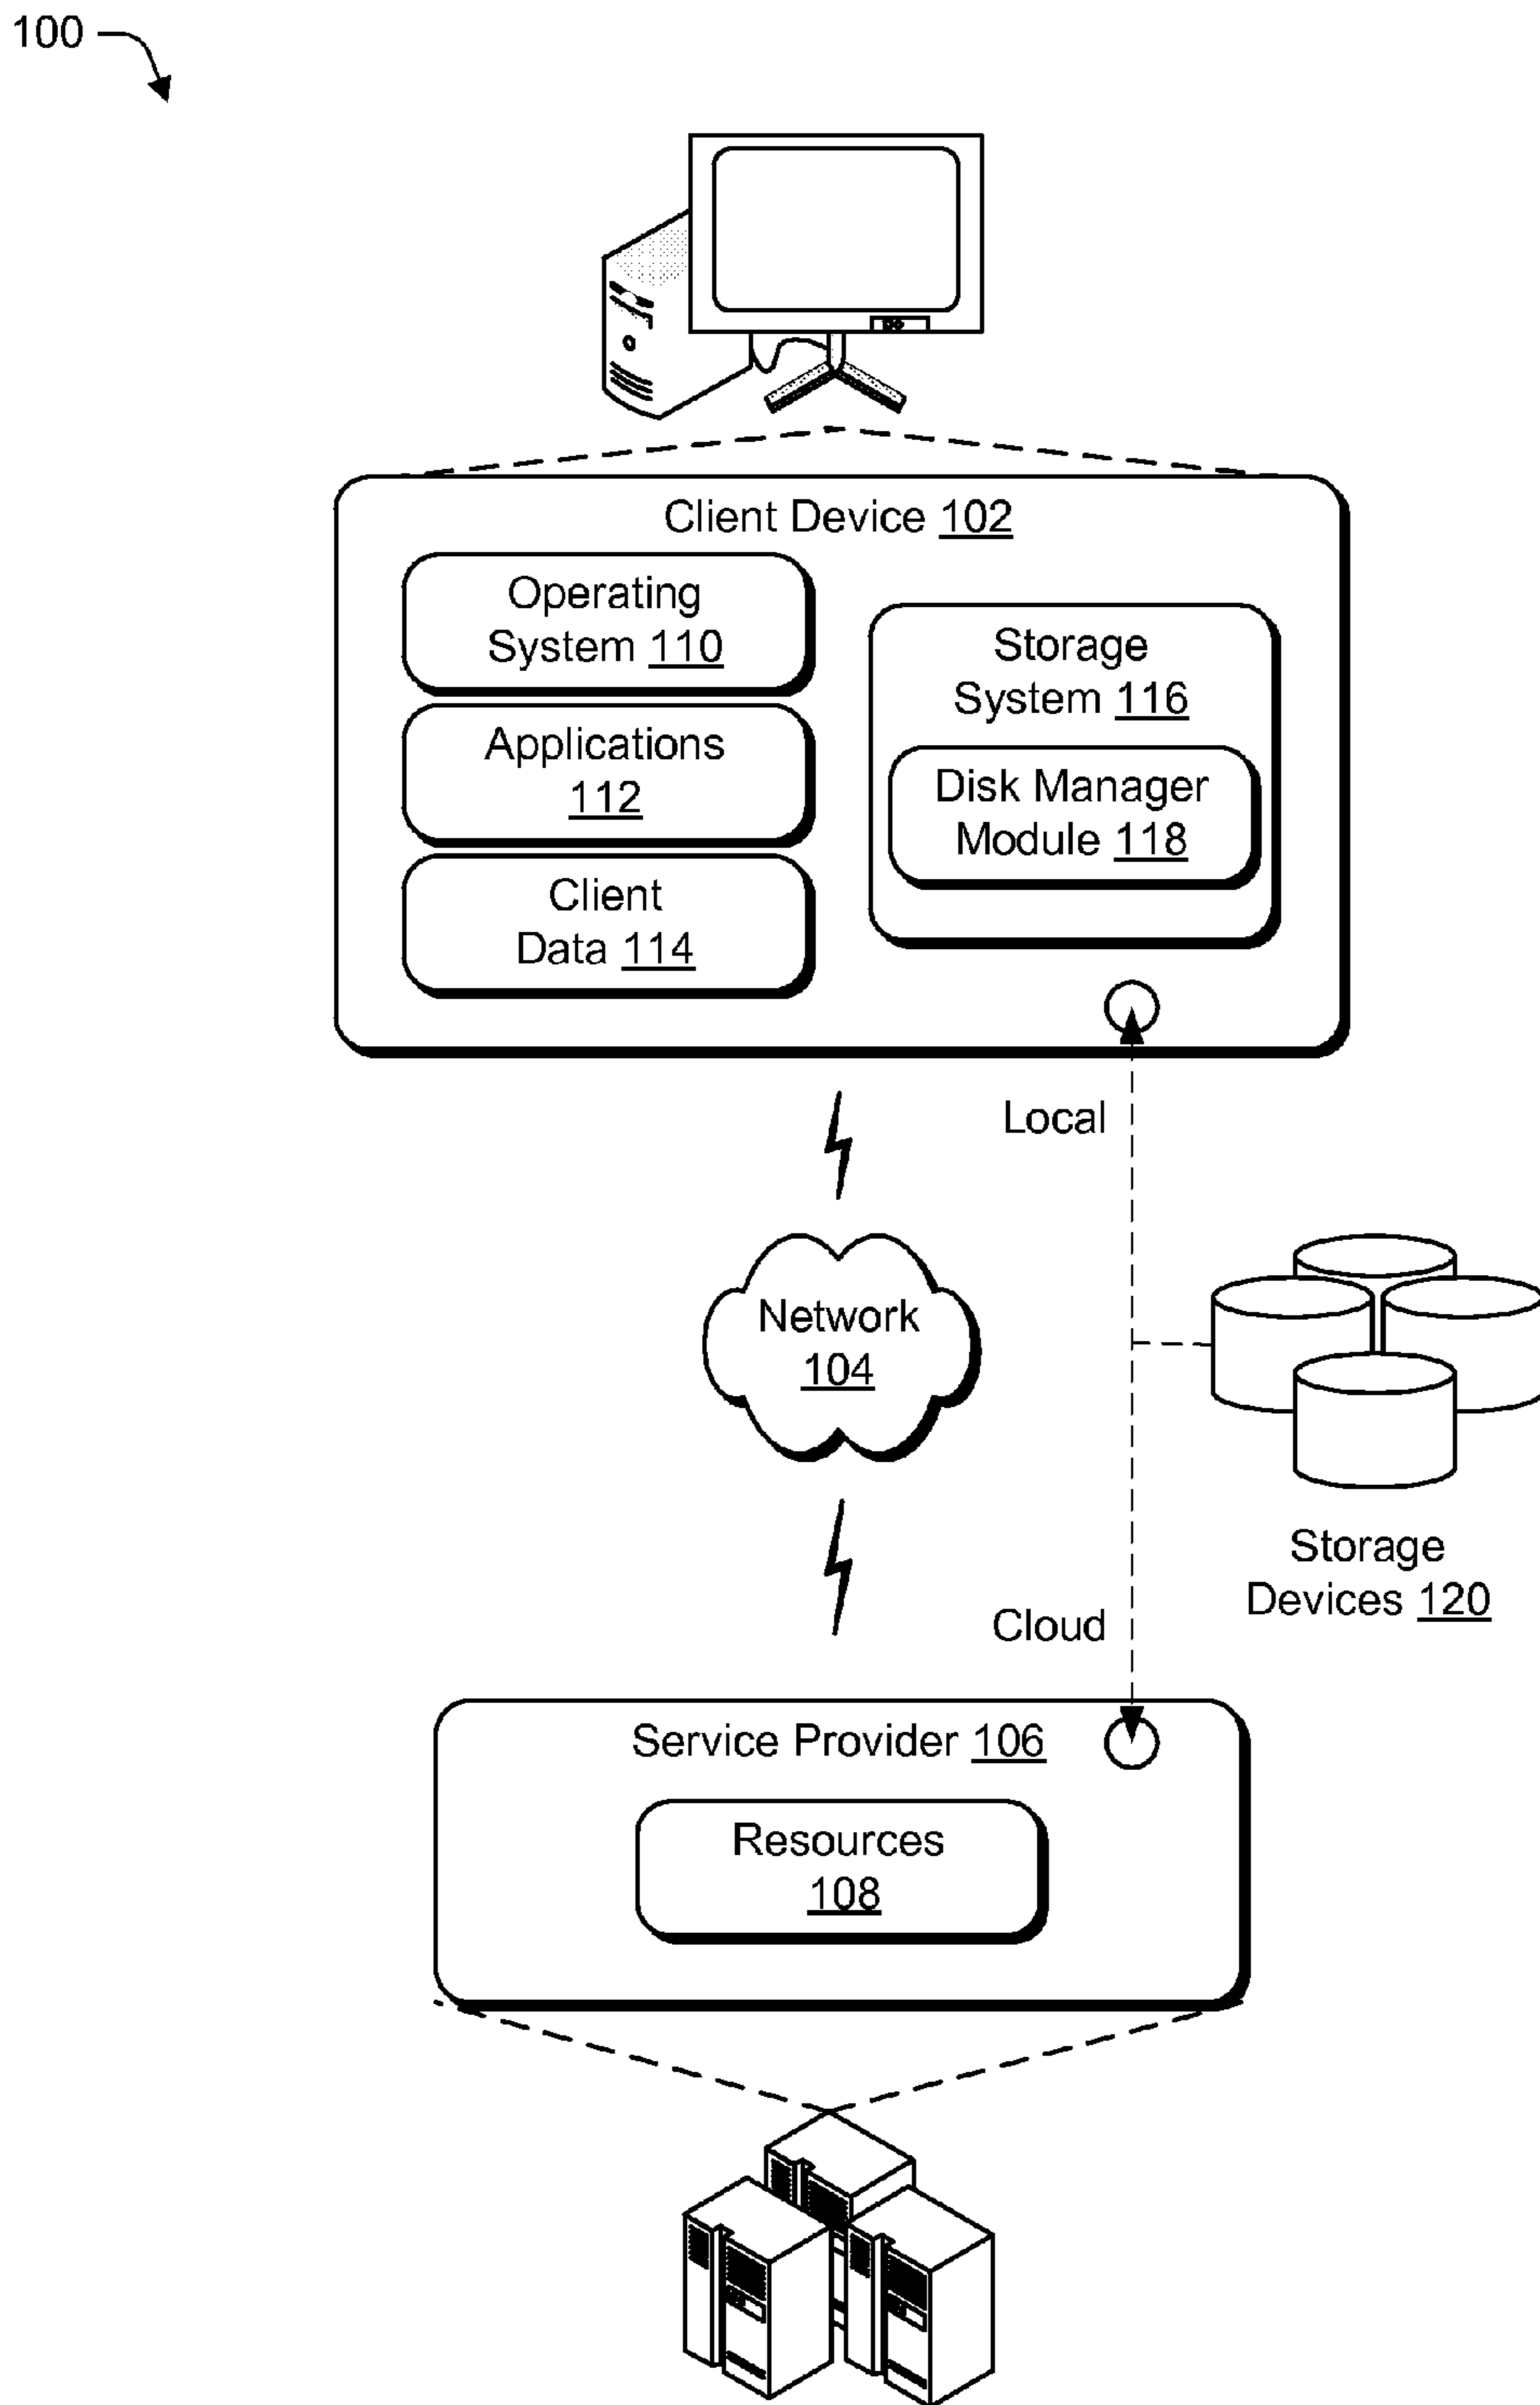 100
Client Device 102
Operating
System 110
Applications
112
Client
Data 114
Storage
System 116
Disk Manager
Module 118
Local
Network
104
Storage
Devices 120
Cloud
Service Provider 106
Resources
108